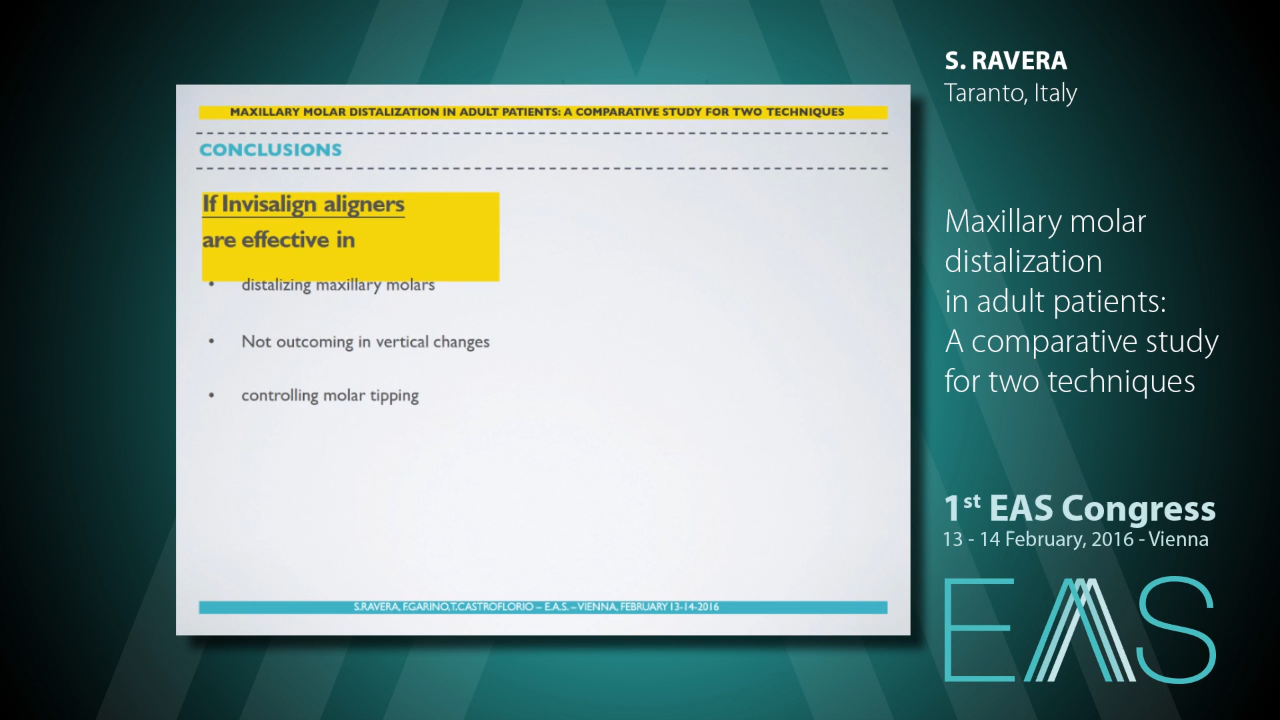 MAXILLARY MOLAR DISTALIZATION IN ADULT PATIENTS: A COMPARATIVE STUDY FOR TWO TECHNIQUES
CONCLUSIONS
If Invisalign aligners
are effective in
• distalizing maxillary molars
• Not outcoming in vertical changes
• controlling molar tipping
S.RAVERA, F.GARINO,T.CASTROFLORIO – E.A.S. – VIENNA, FEBRUARY 13-14-2016
S. RAVERA
Taranto, Italy
Maxillary molar
distalization
in adult patients:
A comparative study
for two techniques
1st EAS Congress
13 - 14 February, 2016 - Vienna
EAS